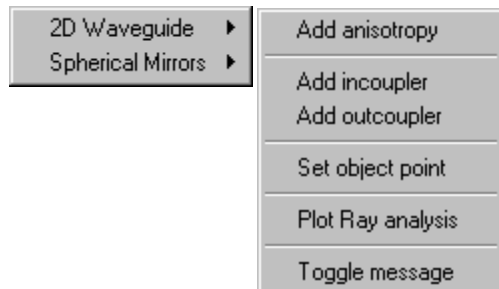 2D Waveguide
Spherical Mirrors
Add anisotropy
Add incoupler
Add outcoupler
Set object point
Plot Ray analysis
Toggle message